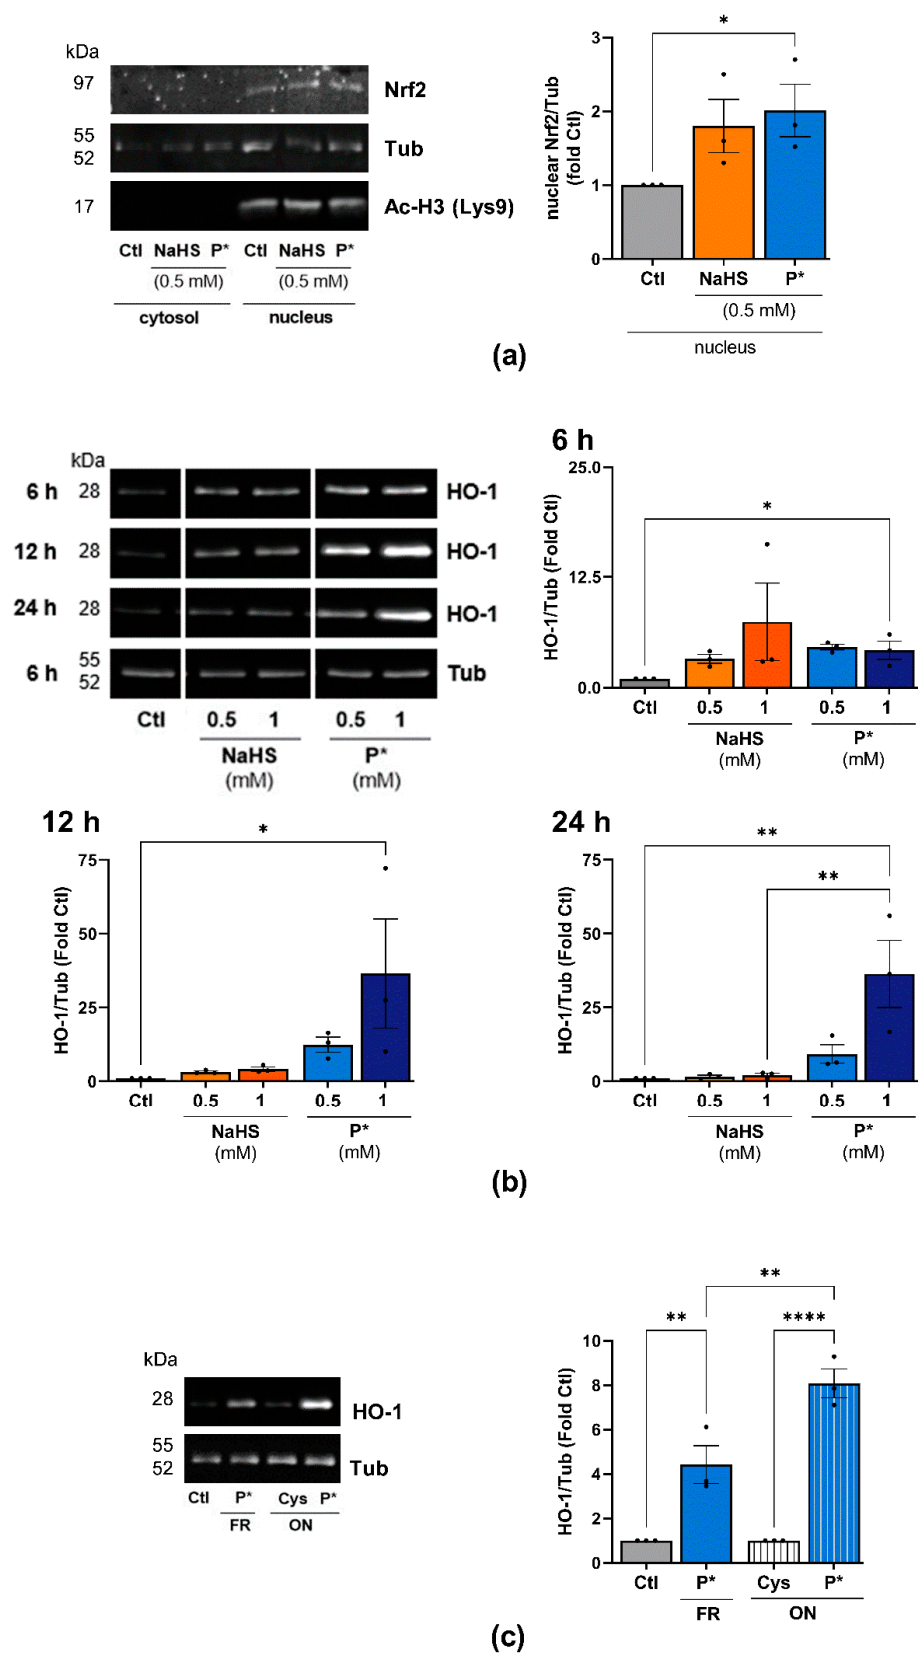 kDa
97
Nrf2
55
52
Tub
17
Ac-H3 (Lys9)
Ctl NaHS P* Ctl NaHS P*
(0.5 mM) (0.5 mM)
cytosol nucleus
nuclear Nrf2/Tub
(fold Ctl)
3
2
1
0
*
Ctl NaHS P*
(0.5 mM)
nucleus
(a)
kDa
6 h 28 HO-1
12 h 28 HO-1
24 h 28 HO-1
6 h 55
52
Tub
Ctl 0.5 1 0.5 1
NaHS P*
(mM) (mM)
6 h
HO-1/Tub (Fold Ctl)
25.0
12.5
0.0
*
Ctl 0.5 1 0.5 1
NaHS P*
(mM) (mM)
12 h
HO-1/Tub (Fold Ctl)
75
50
25
0
*
Ctl 0.5 1 0.5 1
NaHS P*
(mM) (mM)
24 h
HO-1/Tub (Fold Ctl)
75
50
25
0
**
**
Ctl 0.5 1 0.5 1
NaHS P*
(mM) (mM)
(b)
kDa
28
HO-1
55
52
Tub
Ctl P* Cys P*
FR ON
HO-1/Tub (Fold Ctl)
10
8
6
4
2
0
**
** ****
Ctl P* Cys P*
FR ON
(c)